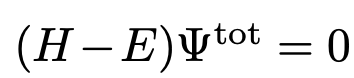 (H−E)Ψ^tot = 0